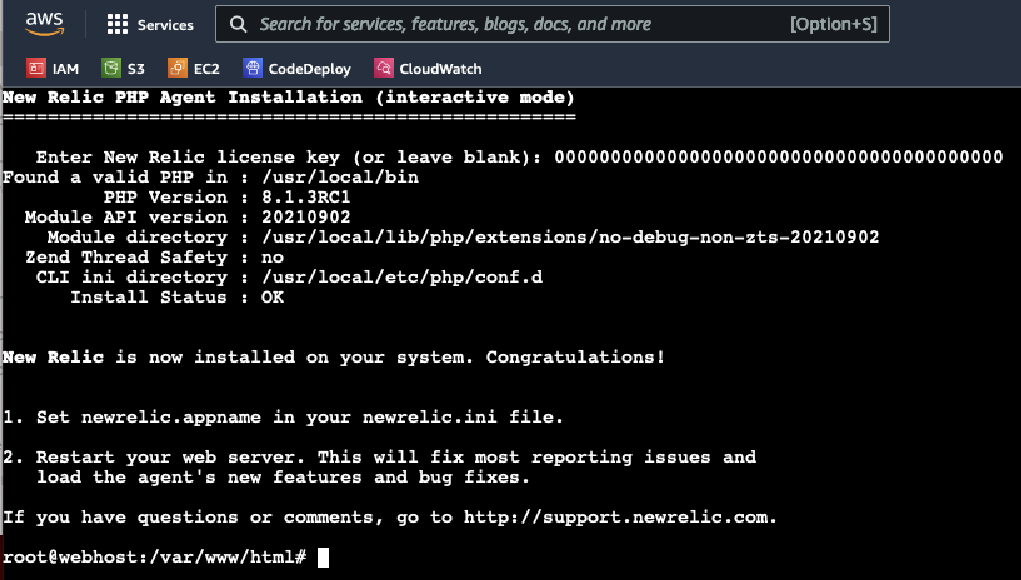 aws
Services
Search for services, features, blogs, docs, and more
[Option+S]
IAM
S3
EC2
CodeDeploy
CloudWatch
New Relic PHP Agent Installation (interactive mode)
===================================================
Enter New Relic license key (or leave blank): 0000000000000000000000000000000000000000
Found a valid PHP in : /usr/local/bin
PHP Version : 8.1.3RC1
Module API version : 20210902
Module directory : /usr/local/lib/php/extensions/no-debug-non-zts-20210902
Zend Thread Safety : no
CLI ini directory : /usr/local/etc/php/conf.d
Install Status : OK
New Relic is now installed on your system. Congratulations!
1. Set newrelic.appname in your newrelic.ini file.
2. Restart your web server. This will fix most reporting issues and
load the agent's new features and bug fixes.
If you have questions or comments, go to http://support.newrelic.com.
root@webhost:/var/www/html#